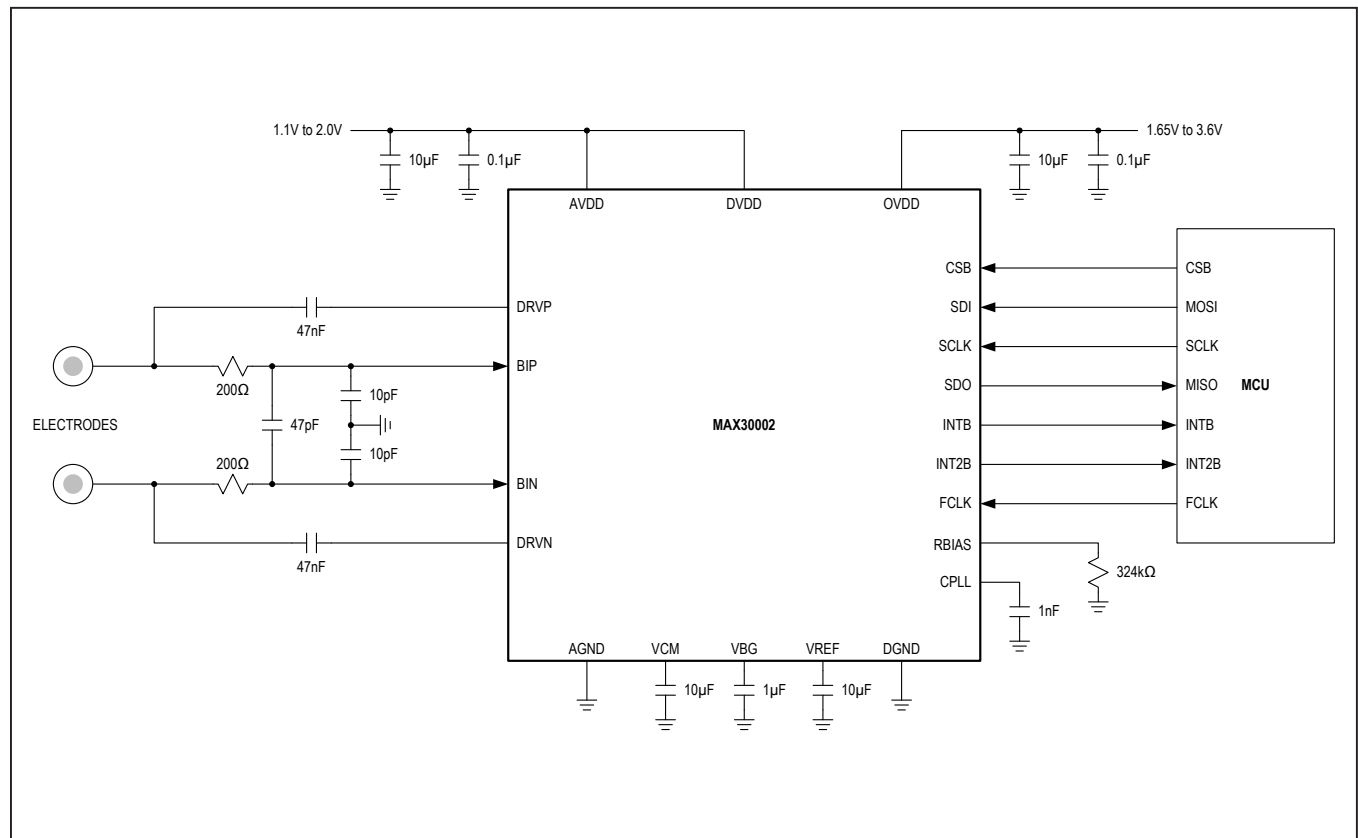 1.1V to 2.0V
1.65V to 3.6V
10µF
0.1µF
10µF
0.1µF
AVDD
DVDD
OVDD
CSB
CSB
DRVP
SDI
MOSI
47nF
SCLK
SCLK
BIP
200Ω
10pF
SDO
MISO
MCU
ELECTRODES
47pF
MAX30002
INTB
INTB
10pF
200Ω
INT2B
INT2B
BIN
FCLK
FCLK
DRVN
RBIAS
47nF
324kΩ
CPLL
1nF
AGND
VCM
VBG
VREF
DGND
10µF
1µF
10µF